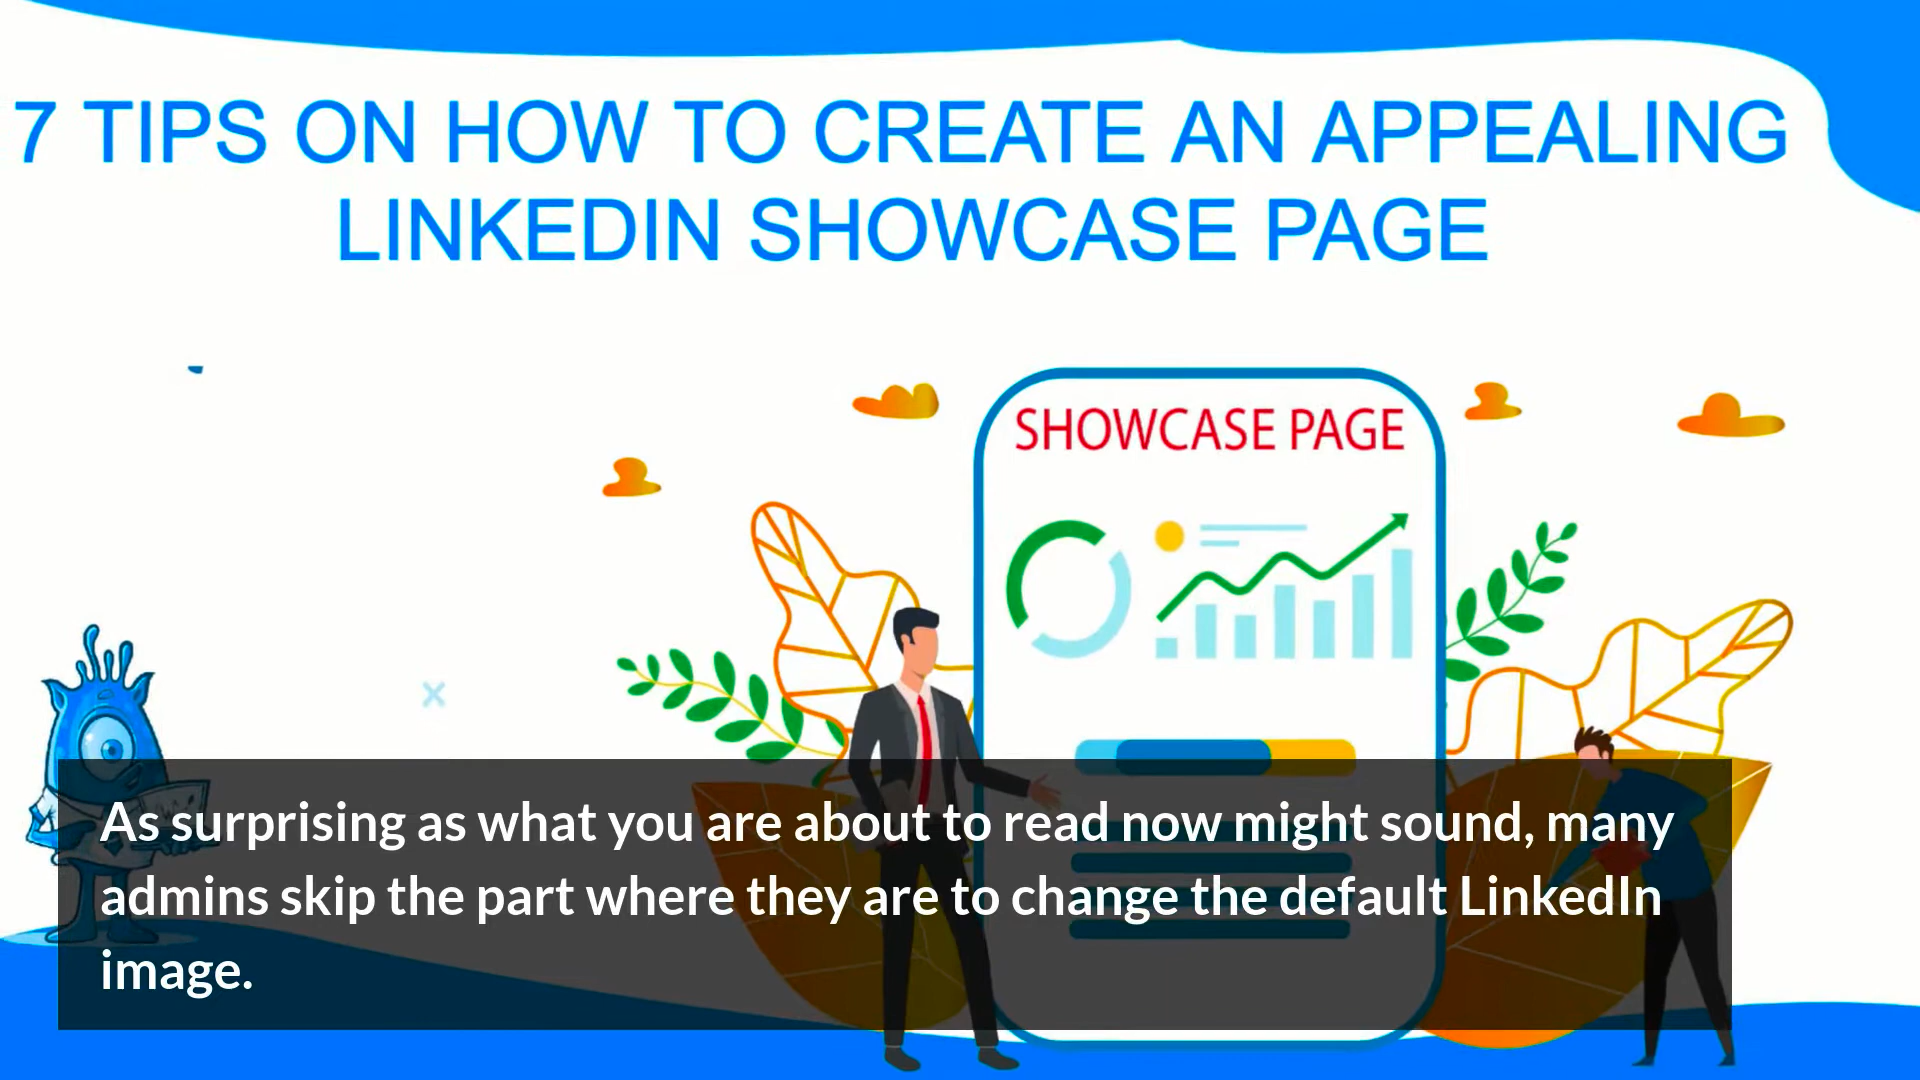 7 TIPS ON HOW TO CREATE AN APPEALING
LINKEDIN SHOWCASE PAGE
SHOWCASE PAGE
As surprising as what you are about to read now might sound, many
admins skip the part where they are to change the default LinkedIn
image.